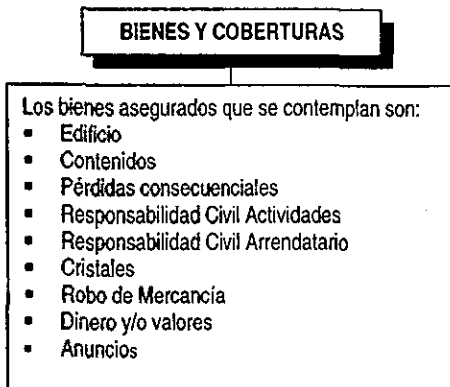 BIENES Y COBERTURAS
Los bienes asegurados que se contemplan son:
▪ Edificio
▪ Contenidos
▪ Pérdidas consecuenciales
▪ Responsabilidad Civil Actividades
▪ Responsabilidad Civil Arrendatario
▪ Cristales
▪ Robo de Mercancía
▪ Dinero y/o valores
▪ Anuncios